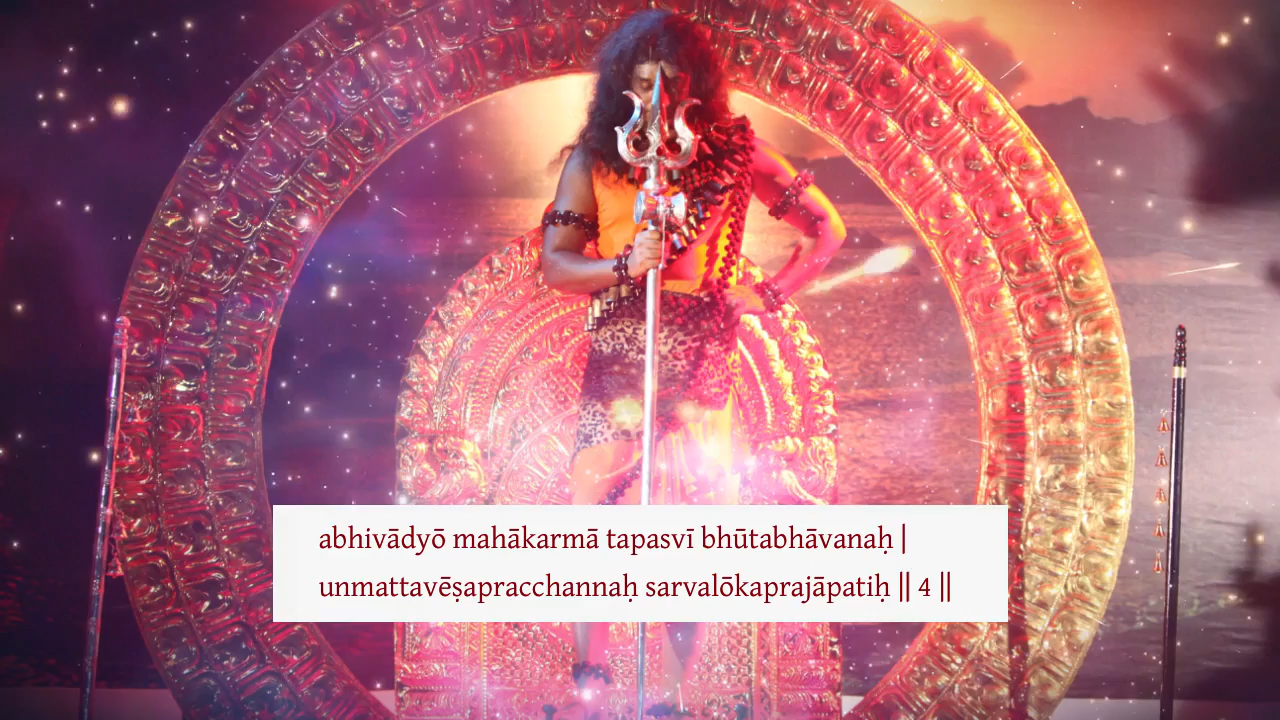 abhivādyō mahākarmā tapasvī bhūtabhāvanaḥ |
unmattavēṣapracchannaḥ sarvalōkaprajāpatiḥ || 4 ||